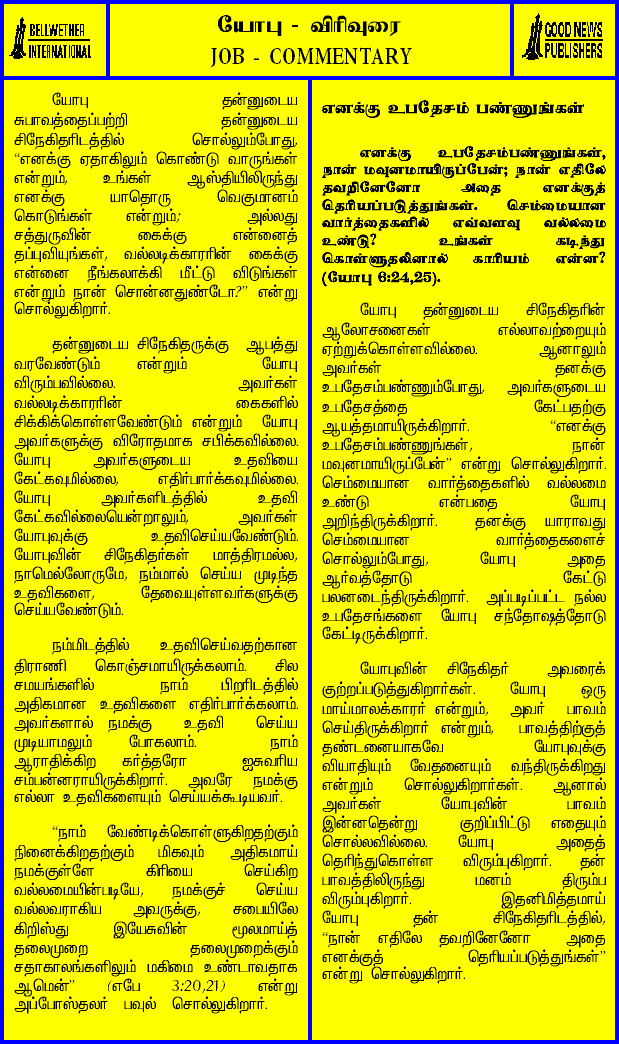 BELLWETHER
INTERNATIONAL
யோபு - விரிவுரை
JOB - COMMENTARY
GOOD NEWS
PUBLISHERS
யோபு தன்னுடைய
சுபாவத்தைப்பற்றி தன்னுடைய
சிநேகிதரிடத்தில் சொல்லும்போது,
“எனக்கு ஏதாகிலும் கொண்டு வாருங்கள்
என்றும், உங்கள் ஆஸ்தியிலிருந்து
எனக்கு யாதொரு வெகுமானம்
கொடுங்கள் என்றும்; அல்லது
சத்துருவின் கைக்கு என்னைத்
தப்புவியுங்கள், வல்லடிக்காரரின் கைக்கு
என்னை நீங்கலாக்கி மீட்டு விடுங்கள்
என்றும் நான் சொன்னதுண்டோ?” என்று
சொல்லுகிறார்.
தன்னுடைய சிநேகிதருக்கு ஆபத்து
வரவேண்டும் என்றும் யோபு
விரும்பவில்லை. அவர்கள்
வல்லடிக்காரரின் கைகளில்
சிக்கிக்கொள்ளவேண்டும் என்றும் யோபு
அவர்களுக்கு விரோதமாக சபிக்கவில்லை.
யோபு அவர்களுடைய உதவியை
கேட்கவுமில்லை, எதிர்பார்க்கவுமில்லை.
யோபு அவர்களிடத்தில் உதவி
கேட்கவில்லையென்றாலும், அவர்கள்
யோபுவுக்கு உதவிசெய்யவேண்டும்.
யோபுவின் சிநேகிதர்கள் மாத்திரமல்ல,
நாமெல்லோருமே, நம்மால் செய்ய முடிந்த
உதவிகளை, தேவையுள்ளவர்களுக்கு
செய்யவேண்டும்.
நம்மிடத்தில் உதவிசெய்வதற்கான
திராணி கொஞ்சமாயிருக்கலாம். சில
சமயங்களில் நாம் பிறரிடத்தில்
அதிகமான உதவிகளை எதிர்பார்க்கலாம்.
அவர்களால் நமக்கு உதவி செய்ய
முடியாமலும் போகலாம். நாம்
ஆராதிக்கிற கர்த்தரோ ஐசுவரிய
சம்பன்னராயிருக்கிறார். அவரே நமக்கு
எல்லா உதவிகளையும் செய்யக்கூடியவர்.
“நாம் வேண்டிக்கொள்ளுகிறதற்கும்
நினைக்கிறதற்கும் மிகவும் அதிகமாய்
நமக்குள்ளே கிரியை செய்கிற
வல்லமையின்படியே, நமக்குச் செய்ய
வல்லவராகிய அவருக்கு, சபையிலே
கிறிஸ்து இயேசுவின் மூலமாய்த்
தலைமுறை தலைமுறைக்கும்
சதாகாலங்களிலும் மகிமை உண்டாவதாக
ஆமென்” (எபே 3:20,21) என்று
அப்போஸ்தலர் பவுல் சொல்லுகிறார்.
எனக்கு உபதேசம் பண்ணுங்கள்
எனக்கு உபதேசம்பண்ணுங்கள்,
நான் மவுனமாயிருப்பேன்; நான் எதிலே
தவறினேனோ அதை எனக்குத்
தெரியப்படுத்துங்கள். செம்மையான
வார்த்தைகளில் எவ்வளவு வல்லமை
உண்டு? உங்கள் கடிந்து
கொள்ளுதலினால் காரியம் என்ன?
(யோபு 6:24,25).
யோபு தன்னுடைய சிநேகிதரின்
ஆலோசனைகள் எல்லாவற்றையும்
ஏற்றுக்கொள்ளவில்லை. ஆனாலும்
அவர்கள் தனக்கு
உபதேசம்பண்ணும்போது, அவர்களுடைய
உபதேசத்தை கேட்பதற்கு
ஆயத்தமாயிருக்கிறார். “எனக்கு
உபதேசம்பண்ணுங்கள், நான்
மவுனமாயிருப்பேன்” என்று சொல்லுகிறார்.
செம்மையான வார்த்தைகளில் வல்லமை
உண்டு என்பதை யோபு
அறிந்திருக்கிறார். தனக்கு யாராவது
செம்மையான வார்த்தைகளைச்
சொல்லும்போது, யோபு அதை
ஆர்வத்தோடு கேட்டு
பலனடைந்திருக்கிறார். அப்படிப்பட்ட நல்ல
உபதேசங்களை யோபு சந்தோஷத்தோடு
கேட்டிருக்கிறார்.
யோபுவின் சிநேகிதர் அவரைக்
குற்றப்படுத்துகிறார்கள். யோபு ஒரு
மாய்மாலக்காரர் என்றும், அவர் பாவம்
செய்திருக்கிறார் என்றும், பாவத்திற்குத்
தண்டனையாகவே யோபுவுக்கு
வியாதியும் வேதனையும் வந்திருக்கிறது
என்றும் சொல்லுகிறார்கள். ஆனால்
அவர்கள் யோபுவின் பாவம்
இன்னதென்று குறிப்பிட்டு எதையும்
சொல்லவில்லை. யோபு அதைத்
தெரிந்துகொள்ள விரும்புகிறார். தன்
பாவத்திலிருந்து மனம் திரும்ப
விரும்புகிறார். இதனிமித்தமாய்
யோபு தன் சிநேகிதரிடத்தில்,
“நான் எதிலே தவறினேனோ அதை
எனக்குத் தெரியப்படுத்துங்கள்”
என்று சொல்லுகிறார்.